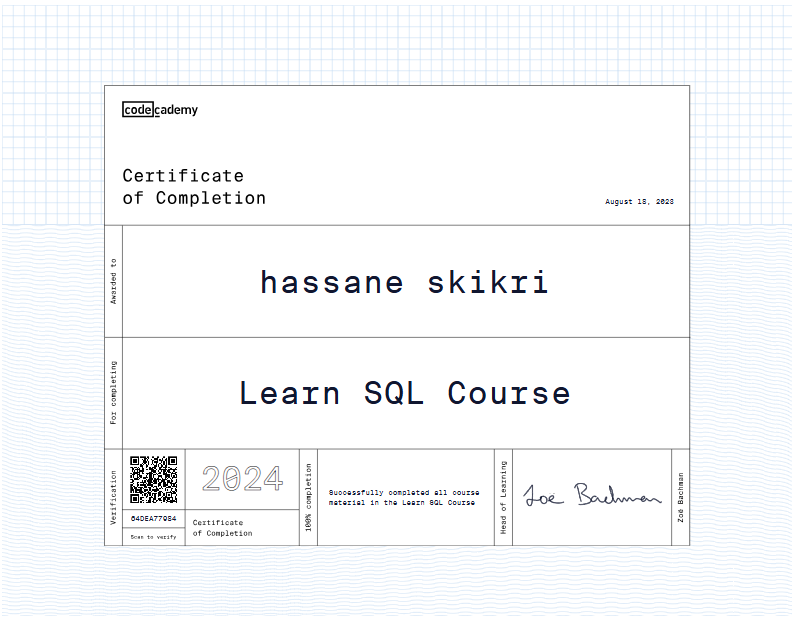 codecademy
Certificate
of Completion
August 18, 2023
Awarded to
hassane skikri
For completing
Learn SQL Course
Verification
64DEA77984
Scan to verify
2024
Certificate
of Completion
100% completion
Successfully completed all course
material in the Learn SQL Course
Head of Learning
Zoë Bachman
Zoë Bachman